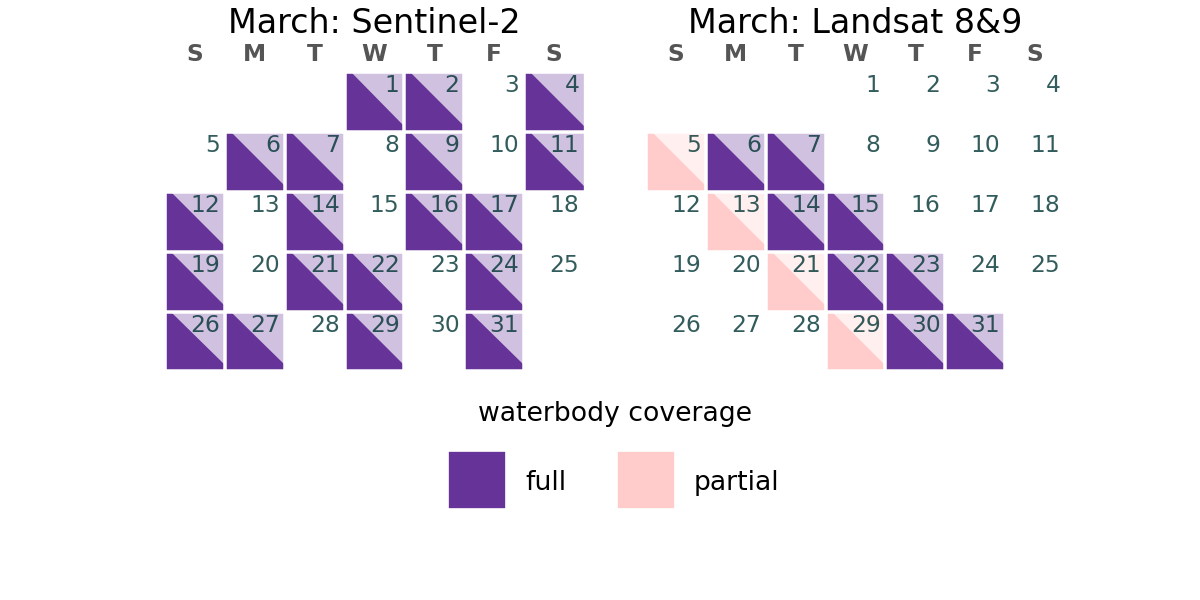 March: Sentinel-2
S M T W T F S
1 2 3 4
5 6 7 8 9 10 11
12 13 14 15 16 17 18
19 20 21 22 23 24 25
26 27 28 29 30 31
March: Landsat 8&9
S M T W T F S
1 2 3 4
5 6 7 8 9 10 11
12 13 14 15 16 17 18
19 20 21 22 23 24 25
26 27 28 29 30 31
waterbody coverage
full partial